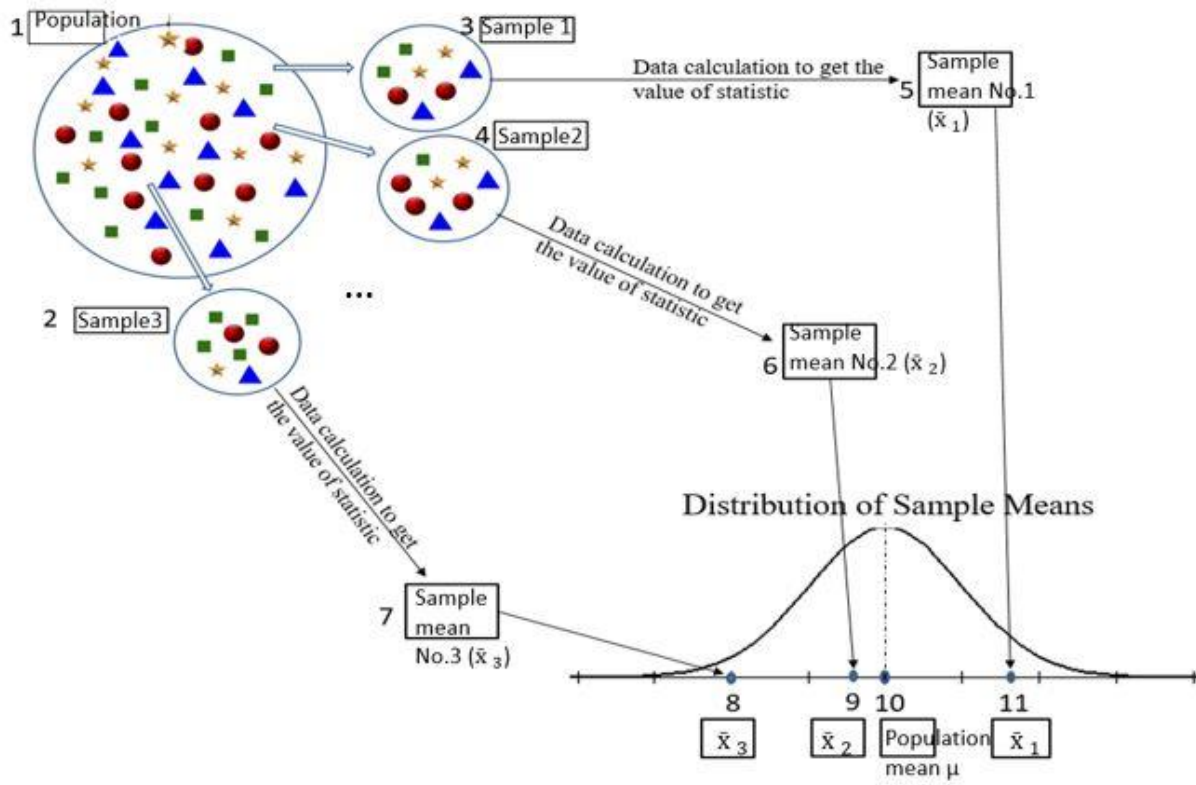 1 Population
3 Sample 1
4 Sample2
2 Sample3
...
Data calculation to get the
value of statistic
5 Sample
mean No.1
(x̄ 1)
Data calculation to get
the value of statistic
6 Sample
mean No.2 (x̄ 2)
Data calculation to get
the value of statistic
7 Sample
mean
No.3 (x̄ 3)
Distribution of Sample Means
8 9 10 11
x̄ 3 x̄ 2 Population x̄ 1
mean μ